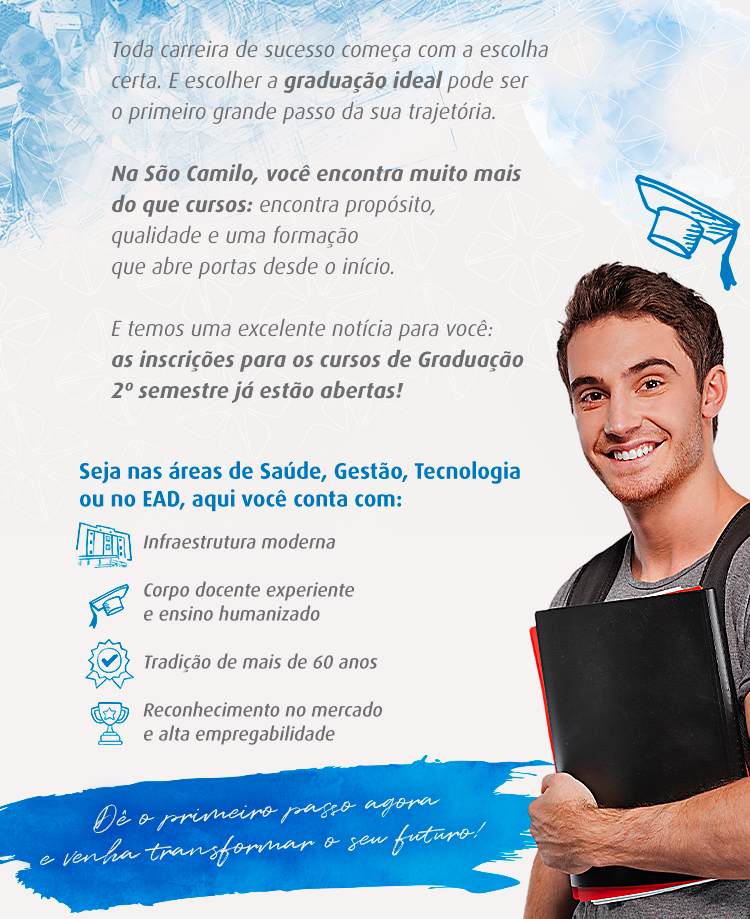 Toda carreira de sucesso começa com a escolha
certa. E escolher a graduação ideal pode ser
o primeiro grande passo da sua trajetória.
Na São Camilo, você encontra muito mais
do que cursos: encontra propósito,
qualidade e uma formação
que abre portas desde o início.
E temos uma excelente notícia para você:
as inscrições para os cursos de Graduação
2º semestre já estão abertas!
Seja nas áreas de Saúde, Gestão, Tecnologia
ou no EAD, aqui você conta com:
Infraestrutura moderna
Corpo docente experiente
e ensino humanizado
Tradição de mais de 60 anos
Reconhecimento no mercado
e alta empregabilidade
Dê o primeiro passo agora
e venha transformar o seu futuro!